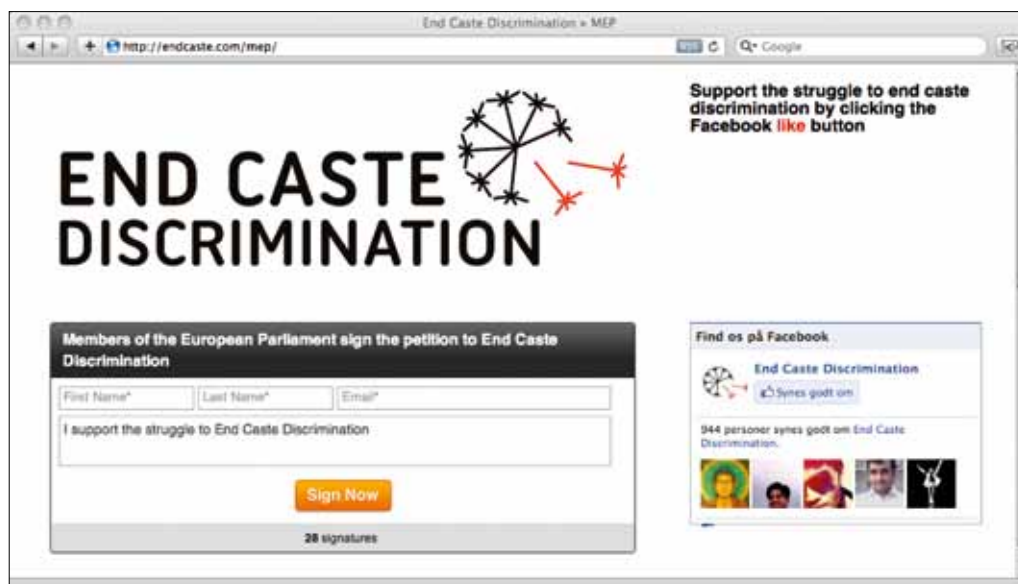 End Caste Discrimination » MEP
http://endcaste.com/mep/
RSS
Google
Support the struggle to end caste
discrimination by clicking the
Facebook like button
END CASTE
DISCRIMINATION
Members of the European Parliament sign the petition to End Caste
Discrimination
First Name*
Last Name*
Email*
I support the struggle to End Caste Discrimination
Sign Now
28 signatures
Find os på Facebook
End Caste Discrimination
Synes godt om
944 personer synes godt om End Caste
Discrimination.